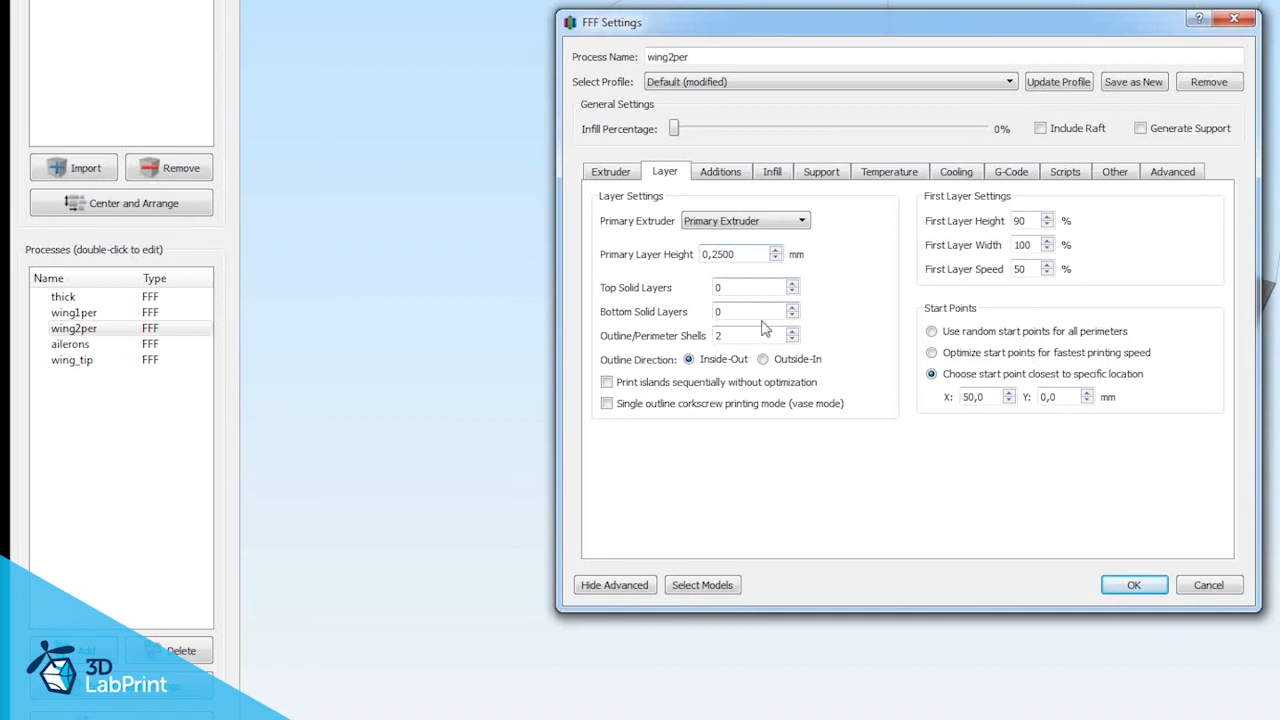 Import
Remove
Center and Arrange
Processes (double-click to edit)
Name Type
thick FFF
wing1per FFF
wing2per FFF
ailerons FFF
wing_tip FFF
Add
Delete
3D
LabPrint
FFF Settings
Process Name: wing2per
Select Profile: Default (modified) Update Profile Save as New Remove
General Settings
Infill Percentage: 0% Include Raft Generate Support
Extruder Layer Additions Infill Support Temperature Cooling G-Code Scripts Other Advanced
Layer Settings
Primary Extruder Primary Extruder
Primary Layer Height 0,2500 mm
Top Solid Layers 0
Bottom Solid Layers 0
Outline/Perimeter Shells 2
Outline Direction: Inside-Out Outside-In
Print islands sequentially without optimization
Single outline corkscrew printing mode (vase mode)
First Layer Settings
First Layer Height 90 %
First Layer Width 100 %
First Layer Speed 50 %
Start Points
Use random start points for all perimeters
Optimize start points for fastest printing speed
Choose start point closest to specific location
X: 50,0 Y: 0,0 mm
Hide Advanced Select Models OK Cancel